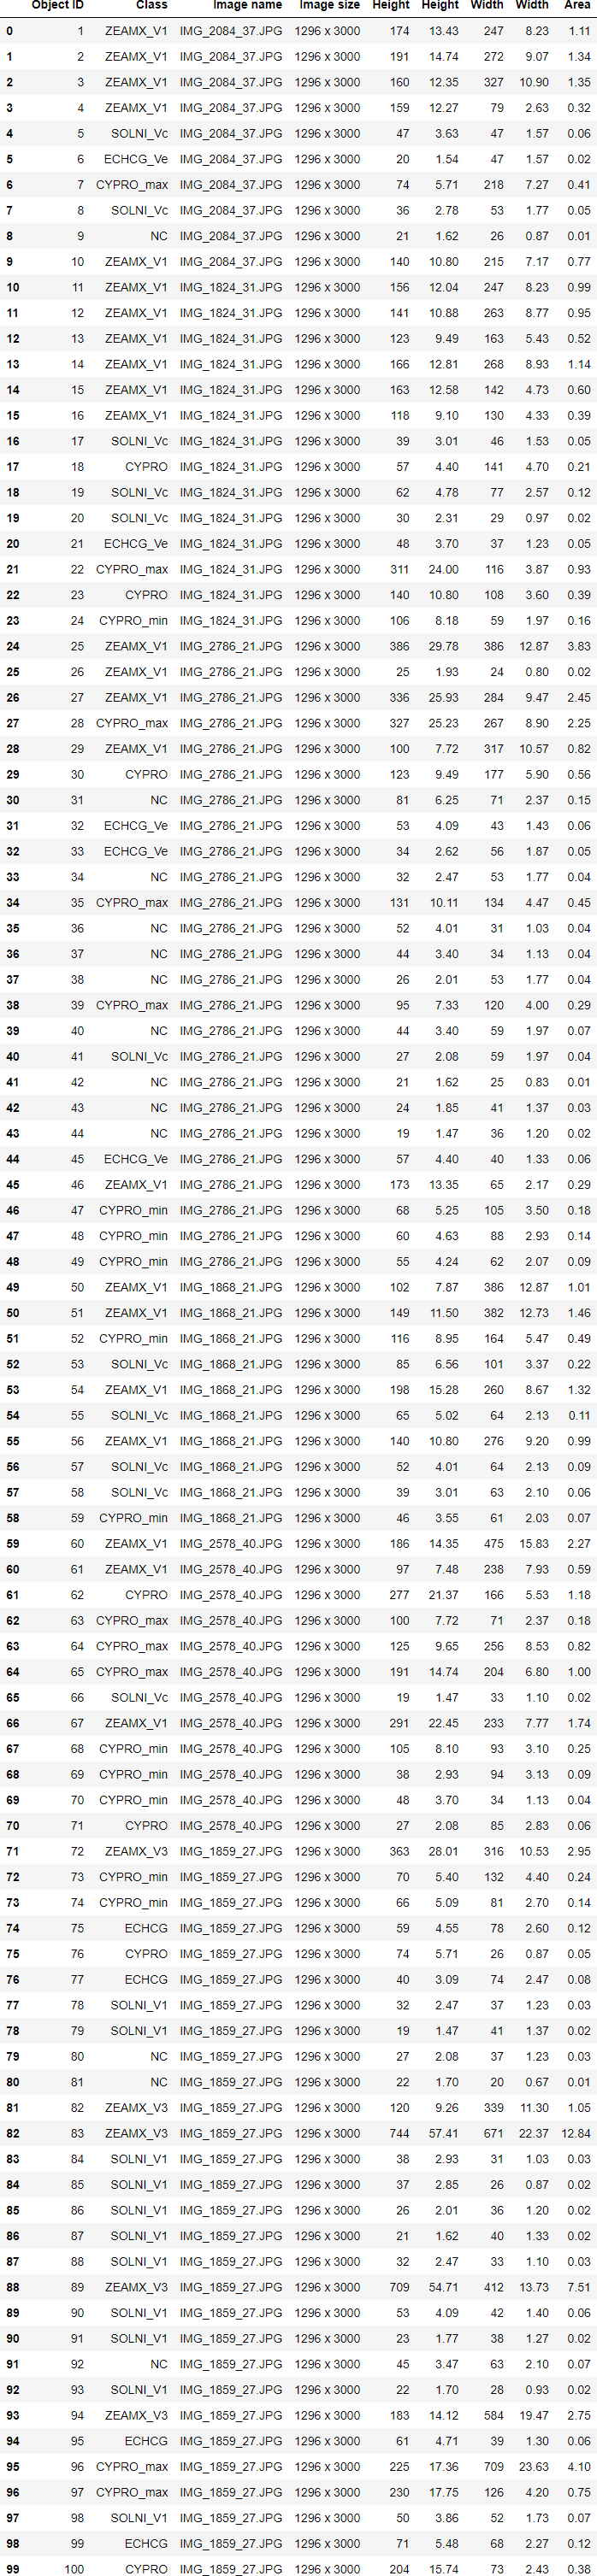 Object ID Class Image name Image size Height Height Width Width Area
0 1 ZEAMX_V1 IMG_2084_37.JPG 1296 x 3000 174 13.43 247 8.23 1.11
1 2 ZEAMX_V1 IMG_2084_37.JPG 1296 x 3000 191 14.74 272 9.07 1.34
2 3 ZEAMX_V1 IMG_2084_37.JPG 1296 x 3000 160 12.35 327 10.90 1.35
3 4 ZEAMX_V1 IMG_2084_37.JPG 1296 x 3000 159 12.27 79 2.63 0.32
4 5 SOLNI_Vc IMG_2084_37.JPG 1296 x 3000 47 3.63 47 1.57 0.06
5 6 ECHCG_Ve IMG_2084_37.JPG 1296 x 3000 20 1.54 47 1.57 0.02
6 7 CYPRO_max IMG_2084_37.JPG 1296 x 3000 74 5.71 218 7.27 0.41
7 8 SOLNI_Vc IMG_2084_37.JPG 1296 x 3000 36 2.78 53 1.77 0.05
8 9 NC IMG_2084_37.JPG 1296 x 3000 21 1.62 26 0.87 0.01
9 10 ZEAMX_V1 IMG_2084_37.JPG 1296 x 3000 140 10.80 215 7.17 0.77
10 11 ZEAMX_V1 IMG_1824_31.JPG 1296 x 3000 156 12.04 247 8.23 0.99
11 12 ZEAMX_V1 IMG_1824_31.JPG 1296 x 3000 141 10.88 263 8.77 0.95
12 13 ZEAMX_V1 IMG_1824_31.JPG 1296 x 3000 123 9.49 163 5.43 0.52
13 14 ZEAMX_V1 IMG_1824_31.JPG 1296 x 3000 166 12.81 268 8.93 1.14
14 15 ZEAMX_V1 IMG_1824_31.JPG 1296 x 3000 163 12.58 142 4.73 0.60
15 16 ZEAMX_V1 IMG_1824_31.JPG 1296 x 3000 118 9.10 130 4.33 0.39
16 17 SOLNI_Vc IMG_1824_31.JPG 1296 x 3000 39 3.01 46 1.53 0.05
17 18 CYPRO IMG_1824_31.JPG 1296 x 3000 57 4.40 141 4.70 0.21
18 19 SOLNI_Vc IMG_1824_31.JPG 1296 x 3000 62 4.78 77 2.57 0.12
19 20 SOLNI_Vc IMG_1824_31.JPG 1296 x 3000 30 2.31 29 0.97 0.02
20 21 ECHCG_Ve IMG_1824_31.JPG 1296 x 3000 48 3.70 37 1.23 0.05
21 22 CYPRO_max IMG_1824_31.JPG 1296 x 3000 311 24.00 116 3.87 0.93
22 23 CYPRO IMG_1824_31.JPG 1296 x 3000 140 10.80 108 3.60 0.39
23 24 CYPRO_min IMG_1824_31.JPG 1296 x 3000 106 8.18 59 1.97 0.16
24 25 ZEAMX_V1 IMG_2786_21.JPG 1296 x 3000 386 29.78 386 12.87 3.83
25 26 ZEAMX_V1 IMG_2786_21.JPG 1296 x 3000 25 1.93 24 0.80 0.02
26 27 ZEAMX_V1 IMG_2786_21.JPG 1296 x 3000 336 25.93 284 9.47 2.45
27 28 CYPRO_max IMG_2786_21.JPG 1296 x 3000 327 25.23 267 8.90 2.25
28 29 ZEAMX_V1 IMG_2786_21.JPG 1296 x 3000 100 7.72 317 10.57 0.82
29 30 CYPRO IMG_2786_21.JPG 1296 x 3000 123 9.49 177 5.90 0.56
30 31 NC IMG_2786_21.JPG 1296 x 3000 81 6.25 71 2.37 0.15
31 32 ECHCG_Ve IMG_2786_21.JPG 1296 x 3000 53 4.09 43 1.43 0.06
32 33 ECHCG_Ve IMG_2786_21.JPG 1296 x 3000 34 2.62 56 1.87 0.05
33 34 NC IMG_2786_21.JPG 1296 x 3000 32 2.47 53 1.77 0.04
34 35 CYPRO_max IMG_2786_21.JPG 1296 x 3000 131 10.11 134 4.47 0.45
35 36 NC IMG_2786_21.JPG 1296 x 3000 52 4.01 31 1.03 0.04
36 37 NC IMG_2786_21.JPG 1296 x 3000 44 3.40 34 1.13 0.04
37 38 NC IMG_2786_21.JPG 1296 x 3000 26 2.01 53 1.77 0.04
38 39 CYPRO_max IMG_2786_21.JPG 1296 x 3000 95 7.33 120 4.00 0.29
39 40 NC IMG_2786_21.JPG 1296 x 3000 44 3.40 59 1.97 0.07
40 41 SOLNI_Vc IMG_2786_21.JPG 1296 x 3000 27 2.08 59 1.97 0.04
41 42 NC IMG_2786_21.JPG 1296 x 3000 21 1.62 25 0.83 0.01
42 43 NC IMG_2786_21.JPG 1296 x 3000 24 1.85 41 1.37 0.03
43 44 NC IMG_2786_21.JPG 1296 x 3000 19 1.47 36 1.20 0.02
44 45 ECHCG_Ve IMG_2786_21.JPG 1296 x 3000 57 4.40 40 1.33 0.06
45 46 ZEAMX_V1 IMG_2786_21.JPG 1296 x 3000 173 13.35 65 2.17 0.29
46 47 CYPRO_min IMG_2786_21.JPG 1296 x 3000 68 5.25 105 3.50 0.18
47 48 CYPRO_min IMG_2786_21.JPG 1296 x 3000 60 4.63 88 2.93 0.14
48 49 CYPRO_min IMG_2786_21.JPG 1296 x 3000 55 4.24 62 2.07 0.09
49 50 ZEAMX_V1 IMG_1868_21.JPG 1296 x 3000 102 7.87 386 12.87 1.01
50 51 ZEAMX_V1 IMG_1868_21.JPG 1296 x 3000 149 11.50 382 12.73 1.46
51 52 CYPRO_min IMG_1868_21.JPG 1296 x 3000 116 8.95 164 5.47 0.49
52 53 SOLNI_Vc IMG_1868_21.JPG 1296 x 3000 85 6.56 101 3.37 0.22
53 54 ZEAMX_V1 IMG_1868_21.JPG 1296 x 3000 198 15.28 260 8.67 1.32
54 55 SOLNI_Vc IMG_1868_21.JPG 1296 x 3000 65 5.02 64 2.13 0.11
55 56 ZEAMX_V1 IMG_1868_21.JPG 1296 x 3000 140 10.80 276 9.20 0.99
56 57 SOLNI_Vc IMG_1868_21.JPG 1296 x 3000 52 4.01 64 2.13 0.09
57 58 SOLNI_Vc IMG_1868_21.JPG 1296 x 3000 39 3.01 63 2.10 0.06
58 59 CYPRO_min IMG_1868_21.JPG 1296 x 3000 46 3.55 61 2.03 0.07
59 60 ZEAMX_V1 IMG_2578_40.JPG 1296 x 3000 186 14.35 475 15.83 2.27
60 61 ZEAMX_V1 IMG_2578_40.JPG 1296 x 3000 97 7.48 238 7.93 0.59
61 62 CYPRO IMG_2578_40.JPG 1296 x 3000 277 21.37 166 5.53 1.18
62 63 CYPRO_max IMG_2578_40.JPG 1296 x 3000 100 7.72 71 2.37 0.18
63 64 CYPRO_max IMG_2578_40.JPG 1296 x 3000 125 9.65 256 8.53 0.82
64 65 CYPRO_max IMG_2578_40.JPG 1296 x 3000 191 14.74 204 6.80 1.00
65 66 SOLNI_Vc IMG_2578_40.JPG 1296 x 3000 19 1.47 33 1.10 0.02
66 67 ZEAMX_V1 IMG_2578_40.JPG 1296 x 3000 291 22.45 233 7.77 1.74
67 68 CYPRO_min IMG_2578_40.JPG 1296 x 3000 105 8.10 93 3.10 0.25
68 69 CYPRO_min IMG_2578_40.JPG 1296 x 3000 38 2.93 94 3.13 0.09
69 70 CYPRO_min IMG_2578_40.JPG 1296 x 3000 48 3.70 34 1.13 0.04
70 71 CYPRO IMG_2578_40.JPG 1296 x 3000 27 2.08 85 2.83 0.06
71 72 ZEAMX_V3 IMG_1859_27.JPG 1296 x 3000 363 28.01 316 10.53 2.95
72 73 CYPRO_min IMG_1859_27.JPG 1296 x 3000 70 5.40 132 4.40 0.24
73 74 CYPRO_min IMG_1859_27.JPG 1296 x 3000 66 5.09 81 2.70 0.14
74 75 ECHCG IMG_1859_27.JPG 1296 x 3000 59 4.55 78 2.60 0.12
75 76 CYPRO IMG_1859_27.JPG 1296 x 3000 74 5.71 26 0.87 0.05
76 77 ECHCG IMG_1859_27.JPG 1296 x 3000 40 3.09 74 2.47 0.08
77 78 SOLNI_V1 IMG_1859_27.JPG 1296 x 3000 32 2.47 37 1.23 0.03
78 79 SOLNI_V1 IMG_1859_27.JPG 1296 x 3000 19 1.47 41 1.37 0.02
79 80 NC IMG_1859_27.JPG 1296 x 3000 27 2.08 37 1.23 0.03
80 81 NC IMG_1859_27.JPG 1296 x 3000 22 1.70 20 0.67 0.01
81 82 ZEAMX_V3 IMG_1859_27.JPG 1296 x 3000 120 9.26 339 11.30 1.05
82 83 ZEAMX_V3 IMG_1859_27.JPG 1296 x 3000 744 57.41 671 22.37 12.84
83 84 SOLNI_V1 IMG_1859_27.JPG 1296 x 3000 38 2.93 31 1.03 0.03
84 85 SOLNI_V1 IMG_1859_27.JPG 1296 x 3000 37 2.85 26 0.87 0.02
85 86 SOLNI_V1 IMG_1859_27.JPG 1296 x 3000 26 2.01 36 1.20 0.02
86 87 SOLNI_V1 IMG_1859_27.JPG 1296 x 3000 21 1.62 40 1.33 0.02
87 88 SOLNI_V1 IMG_1859_27.JPG 1296 x 3000 32 2.47 33 1.10 0.03
88 89 ZEAMX_V3 IMG_1859_27.JPG 1296 x 3000 709 54.71 412 13.73 7.51
89 90 SOLNI_V1 IMG_1859_27.JPG 1296 x 3000 53 4.09 42 1.40 0.06
90 91 SOLNI_V1 IMG_1859_27.JPG 1296 x 3000 23 1.77 38 1.27 0.02
91 92 NC IMG_1859_27.JPG 1296 x 3000 45 3.47 63 2.10 0.07
92 93 SOLNI_V1 IMG_1859_27.JPG 1296 x 3000 22 1.70 28 0.93 0.02
93 94 ZEAMX_V3 IMG_1859_27.JPG 1296 x 3000 183 14.12 584 19.47 2.75
94 95 ECHCG IMG_1859_27.JPG 1296 x 3000 61 4.71 39 1.30 0.06
95 96 CYPRO_max IMG_1859_27.JPG 1296 x 3000 225 17.36 709 23.63 4.10
96 97 CYPRO_max IMG_1859_27.JPG 1296 x 3000 230 17.75 126 4.20 0.75
97 98 SOLNI_V1 IMG_1859_27.JPG 1296 x 3000 50 3.86 52 1.73 0.07
98 99 ECHCG IMG_1859_27.JPG 1296 x 3000 71 5.48 68 2.27 0.12
99 100 CYPRO IMG_1859_27.JPG 1296 x 3000 204 15.74 73 2.43 0.38